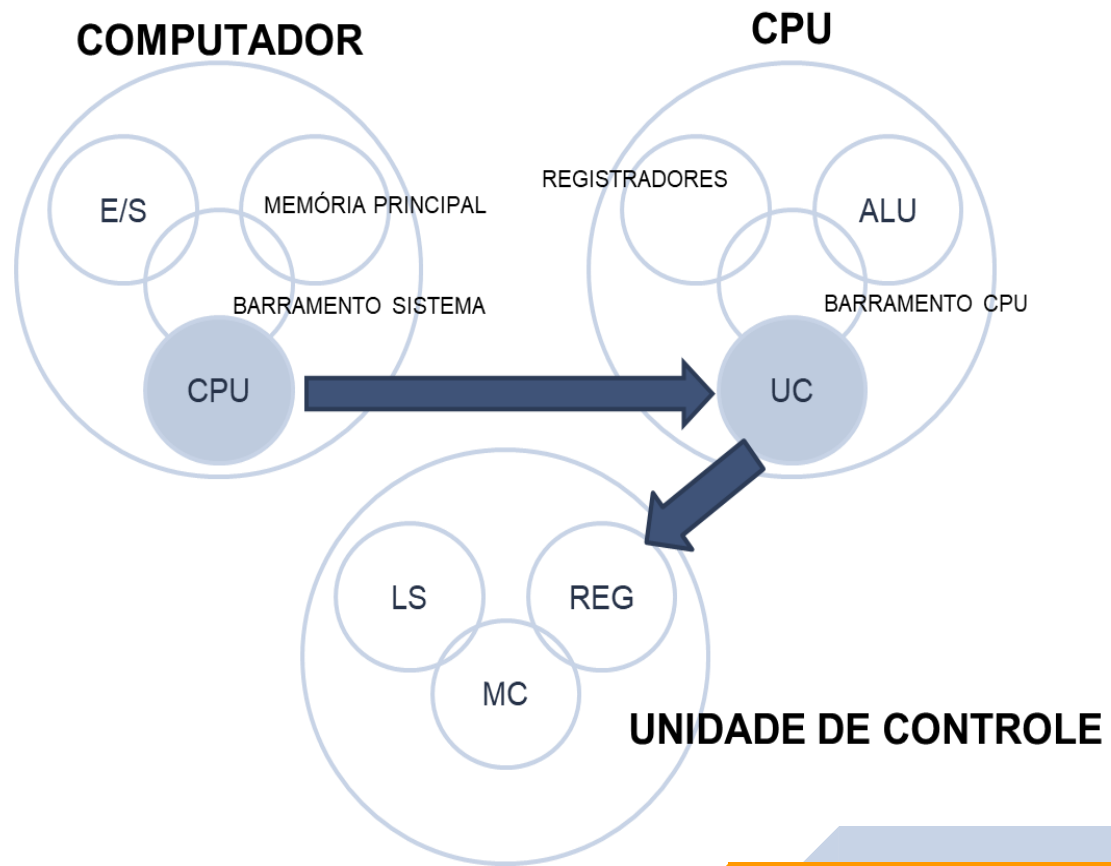 COMPUTADOR
CPU
E/S
MEMÓRIA PRINCIPAL
BARRAMENTO SISTEMA
CPU
REGISTRADORES
ALU
BARRAMENTO CPU
UC
LS
REG
MC
UNIDADE DE CONTROLE